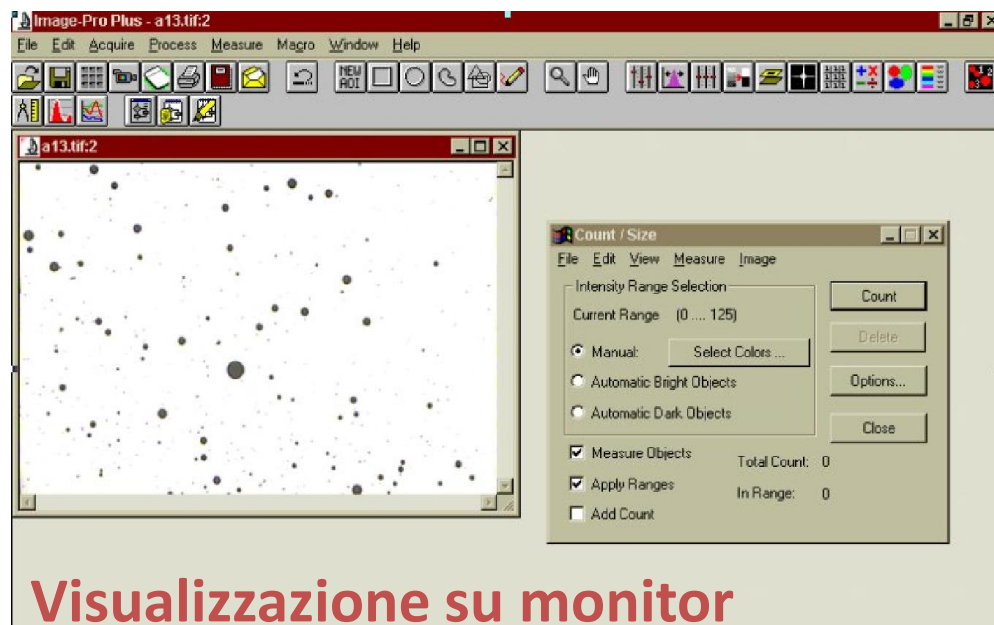 Image-Pro Plus - a13.tif:2
File Edit Acquire Process Measure Macro Window Help
NEW AOI
a13.tif:2
Count / Size
File Edit View Measure Image
Intensity Range Selection
Current Range (0 .... 125)
Manual: Select Colors ...
Automatic Bright Objects
Automatic Dark Objects
Measure Objects
Apply Ranges
Add Count
Count
Delete
Options...
Close
Total Count: 0
In Range: 0
Visualizzazione su monitor